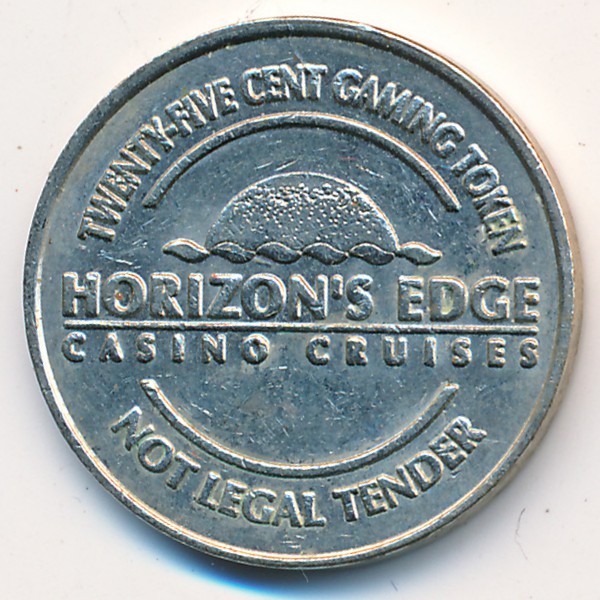 TWENTY-FIVE CENT GAMING TOKEN
HORIZON'S EDGE
CASINO CRUISES
NOT LEGAL TENDER